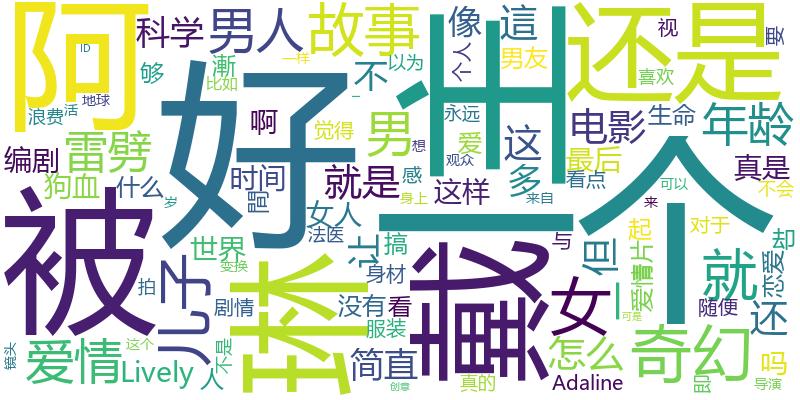 阿
好
一个
出
还是
被
戴
琳
科学
男人
故事
像
這
视
要
个人
男友
喜欢
ID
一样
够
漸
比如
不
以为
地球
浪费
活
啊
觉得
男
永远
想
爱
这
电影
生命
年龄
编剧
雷劈
狗血
什么
时间
間
就是
感
观众
身上
这样
多
来自
最后
看点
真是
来
可以
不会
岁
女人
法医
让
搞
与
但
起
对于
却
世界
变换
儿子
拍
身材
一
爱情片
就
恋爱
还
没有
看
服装
女
随便
剧情
不是
镜头
这个
爱情
Lively
人
简直
真的
创意
怎么
Adaline
可是
奇幻
即
吗
导演